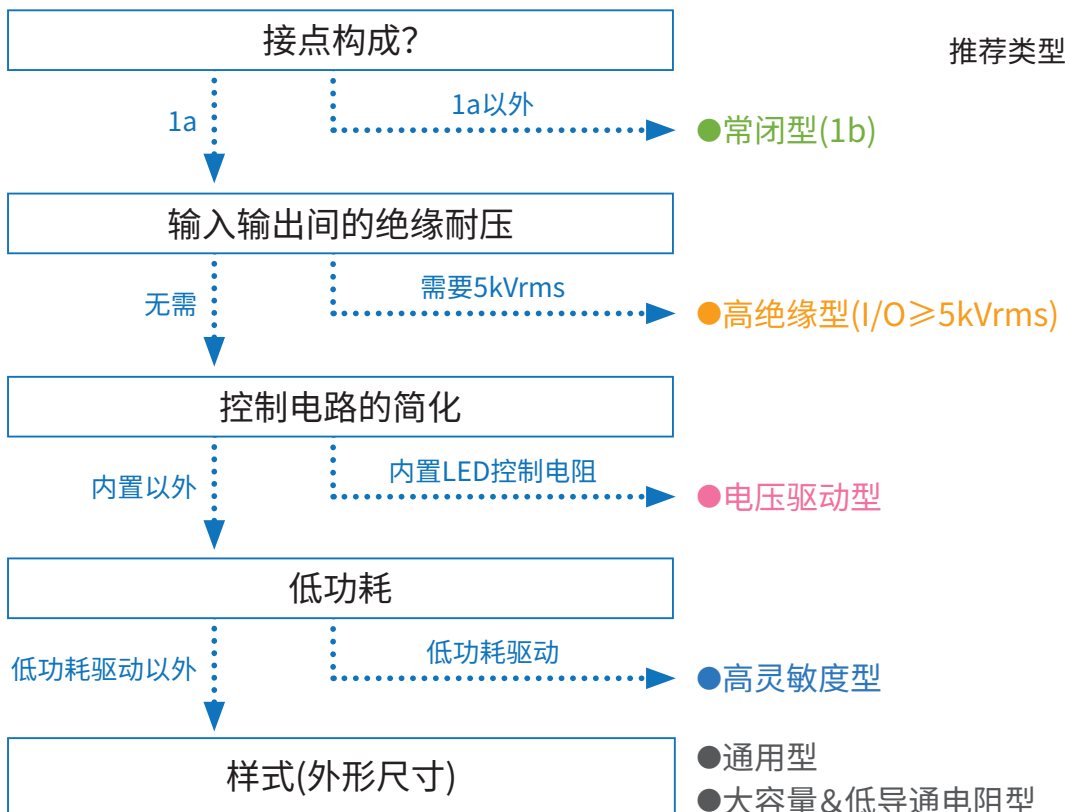 接点构成?
推荐类型
1a以外
1a
●常闭型(1b)
输入输出间的绝缘耐压
需要5kVrms
无需
●高绝缘型(I/O≥5kVrms)
控制电路的简化
内置LED控制电阻
内置以外
●电压驱动型
低功耗
低功耗驱动
低功耗驱动以外
●高灵敏度型
●通用型
样式(外形尺寸)
●大容量&低导通电阻型